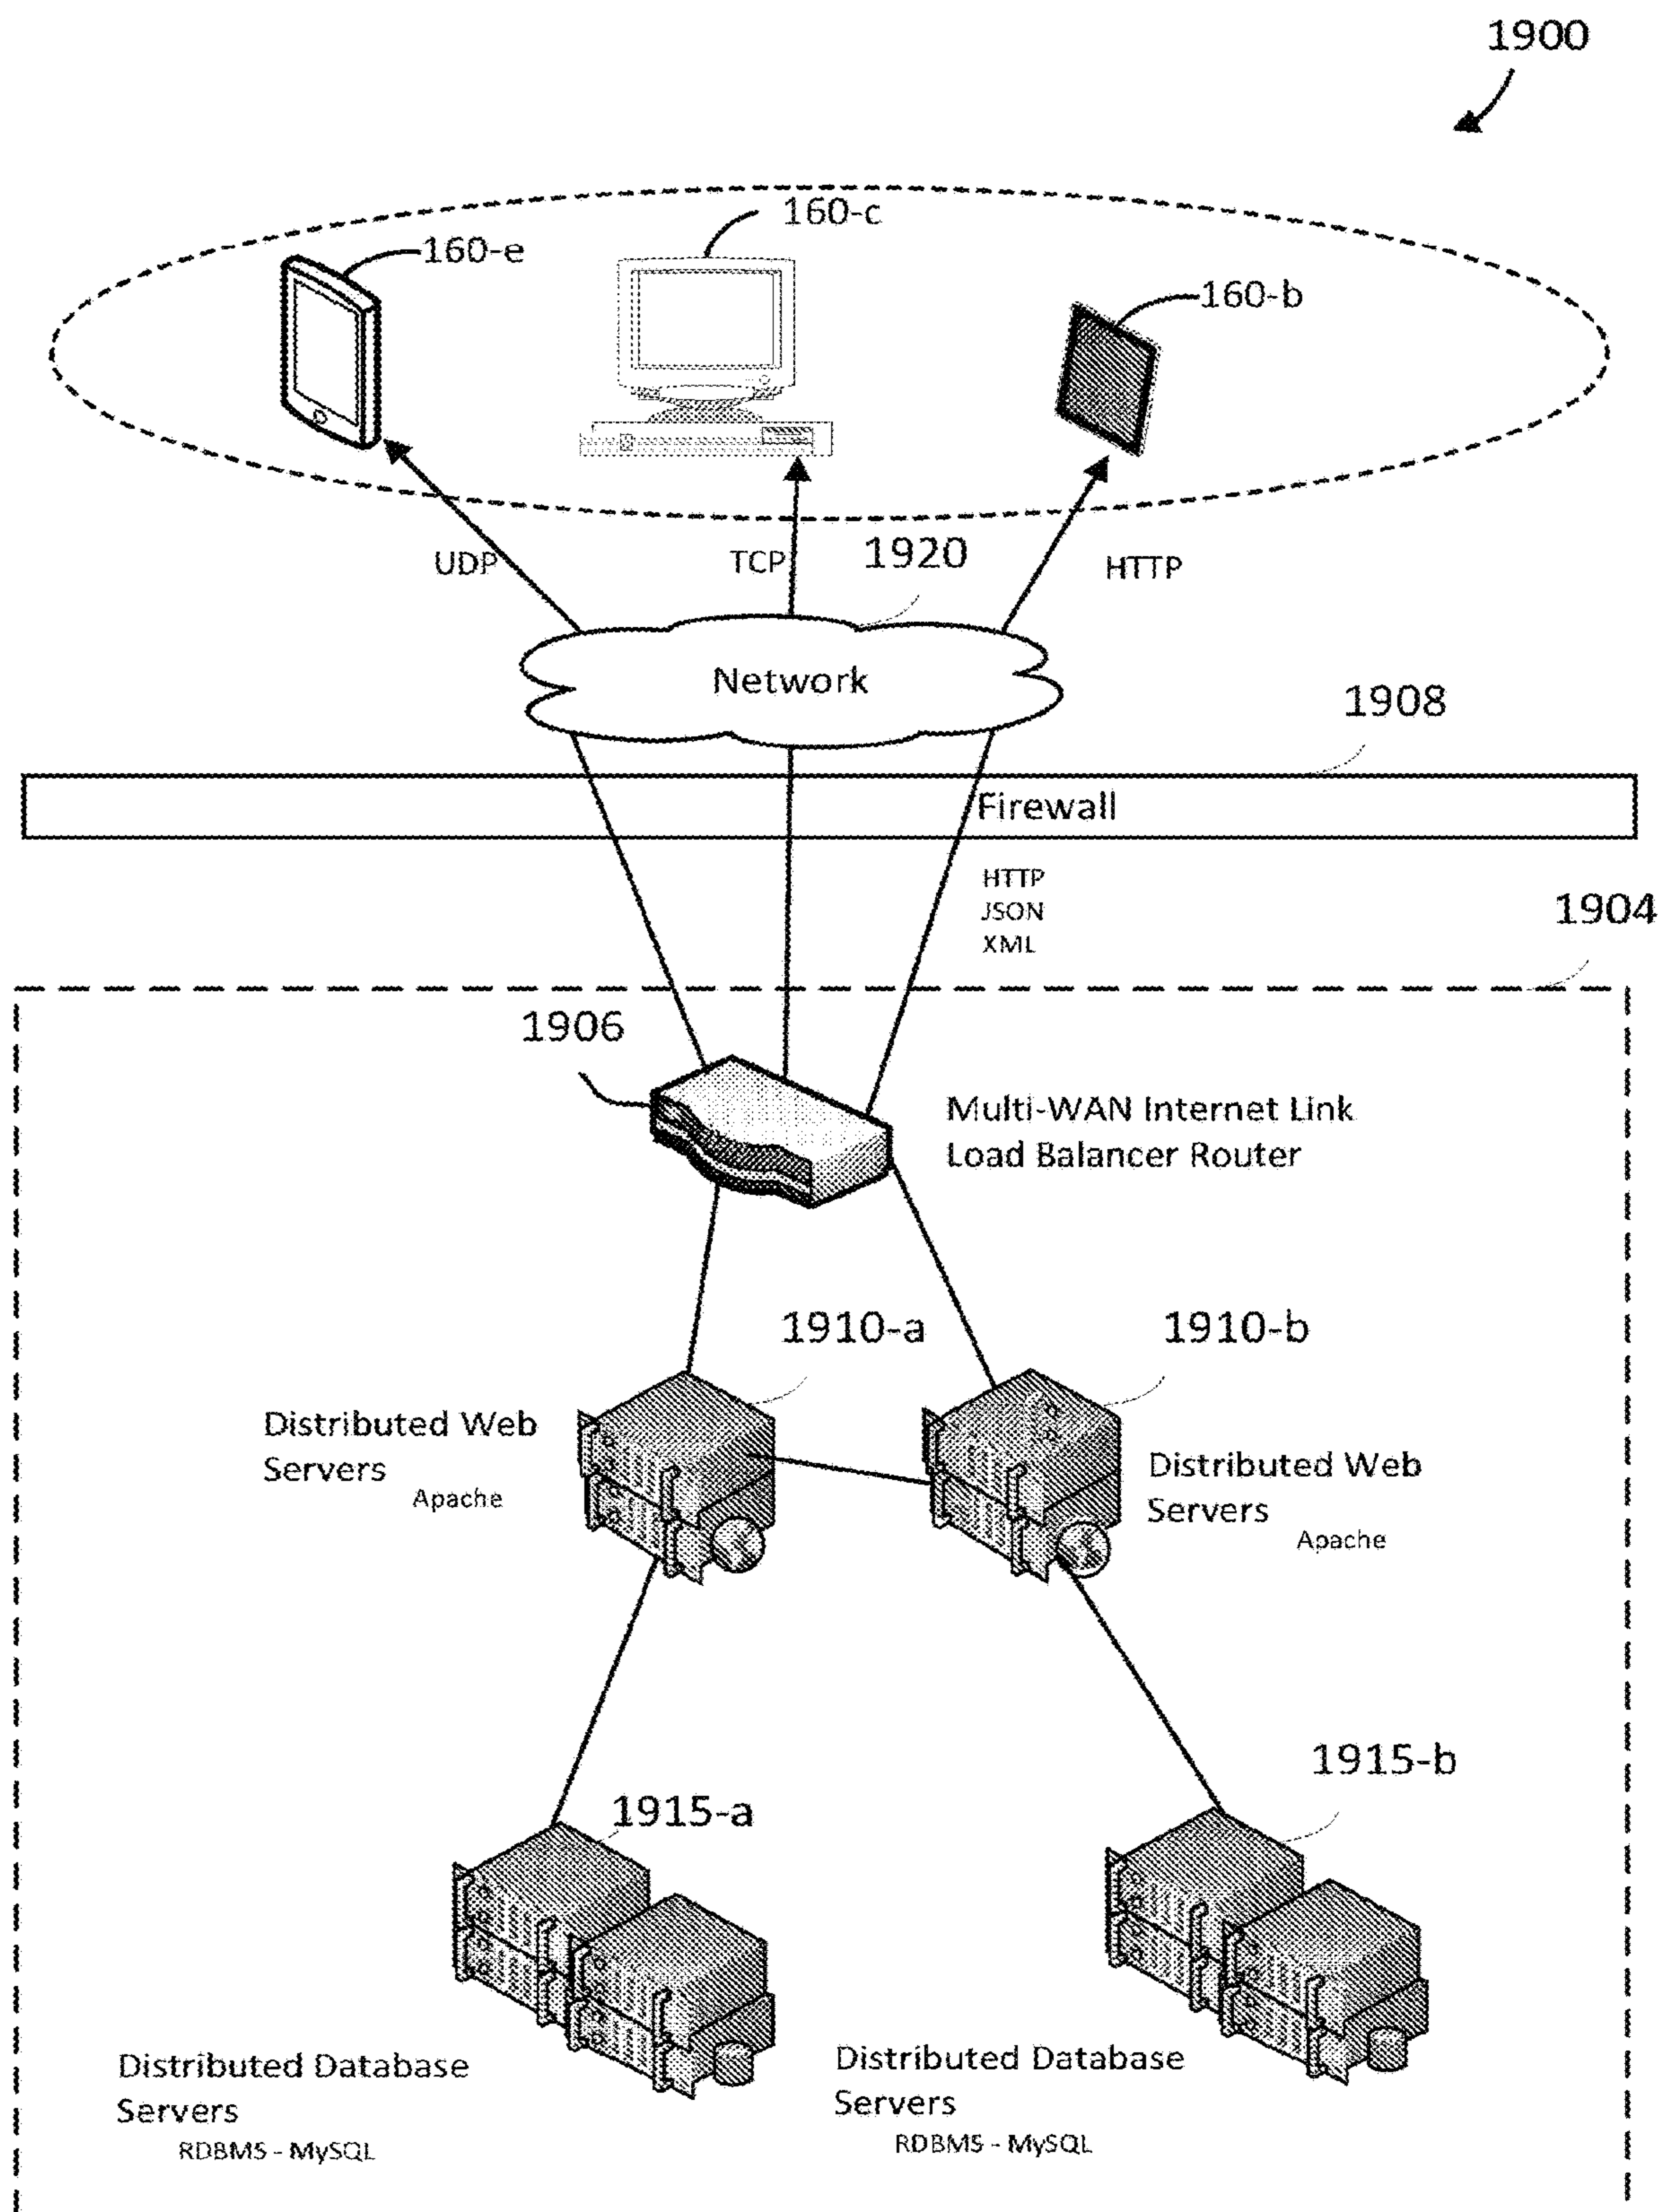 1900
160-c
160-e
160-b
1920
UDP
TCP
HTTP
Network
1908
Firewall
HTTP
JSON
XML
1904
1906
Multi-WAN Internet Link
Load Balancer Router
1910-a
1910-b
Distributed Web
Servers
Apache
Distributed Web
Servers
Apache
1915-b
1915-a
Distributed Database
Servers
RDBMS - MySQL
Distributed Database
Servers
RDBMS - MySQL